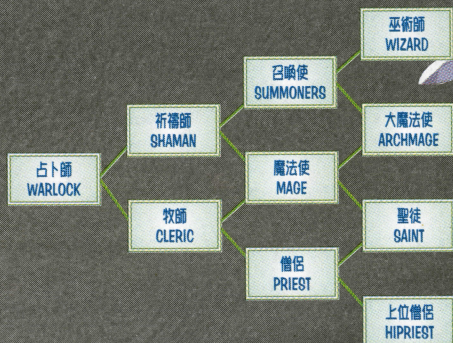 占卜師
WARLOCK
祈禱師
SHAMAN
牧師
CLERIC
召喚使
SUMMONERS
魔法使
MAGE
僧侶
PRIEST
巫術師
WIZARD
大魔法使
ARCHMAGE
聖徒
SAINT
上位僧侶
HIPRIEST